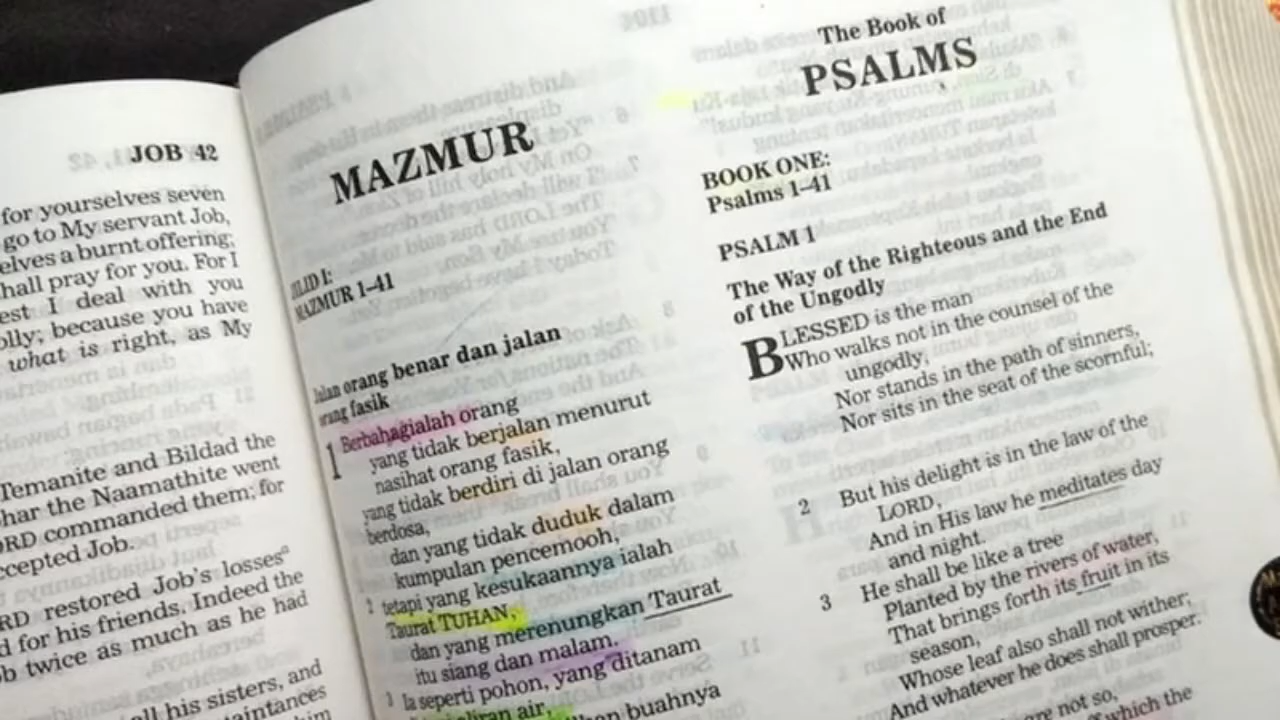 JOB 42
for yourselves seven
go to My servant Job,
elves a burnt offering;
hall pray for you. For I
est I deal with you
olly; because you have
what is right, as My
Temanite and Bildad the
har the Naamathite went
ORD commanded them; for
ccepted Job.
RD restored Job's losses
d for his friends. Indeed the
b twice as much as he had
all his sisters, and
MAZMUR
JILID I:
MAZMUR 1–41
Jalan orang benar dan jalan
orang fasik
1 Berbahagialah orang
yang tidak berjalan menurut
nasihat orang fasik,
yang tidak berdiri di jalan orang
berdosa,
dan yang tidak duduk dalam
kumpulan pencemooh,
2 tetapi yang kesukaannya ialah
Taurat TUHAN,
dan yang merenungkan Taurat
itu siang dan malam.
3 Ia seperti pohon, yang ditanam
aliran air,
buahnya
The Book of
PSALMS
BOOK ONE:
Psalms 1–41
PSALM 1
The Way of the Righteous and the End
of the Ungodly
BLESSED is the man
Who walks not in the counsel of the
ungodly,
Nor stands in the path of sinners,
Nor sits in the seat of the scornful;
2 But his delight is in the law of the
LORD,
And in His law he meditates day
and night.
3 He shall be like a tree
Planted by the rivers of water,
That brings forth its fruit in its
season,
Whose leaf also shall not wither;
And whatever he does shall prosper.
are not so,
which the